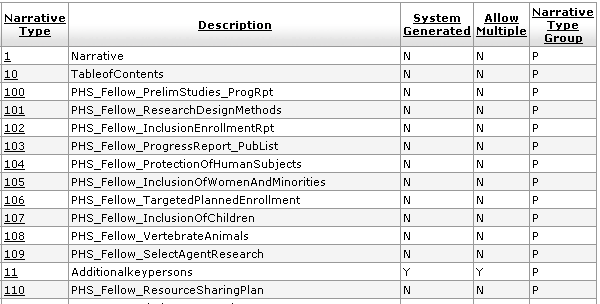 Narrative Type Description System Generated Allow Multiple Narrative Type Group
1 Narrative N N P
10 TableofContents N N P
100 PHS_Fellow_PrelimStudies_ProgRpt N N P
101 PHS_Fellow_ResearchDesignMethods N N P
102 PHS_Fellow_InclusionEnrollmentRpt N N P
103 PHS_Fellow_ProgressReport_PubList N N P
104 PHS_Fellow_ProtectionOfHumanSubjects N N P
105 PHS_Fellow_InclusionOfWomenAndMinorities N N P
106 PHS_Fellow_TargetedPlannedEnrollment N N P
107 PHS_Fellow_InclusionOfChildren N N P
108 PHS_Fellow_VertebrateAnimals N N P
109 PHS_Fellow_SelectAgentResearch N N P
11 Additionalkeypersons Y Y P
110 PHS_Fellow_ResourceSharingPlan N N P